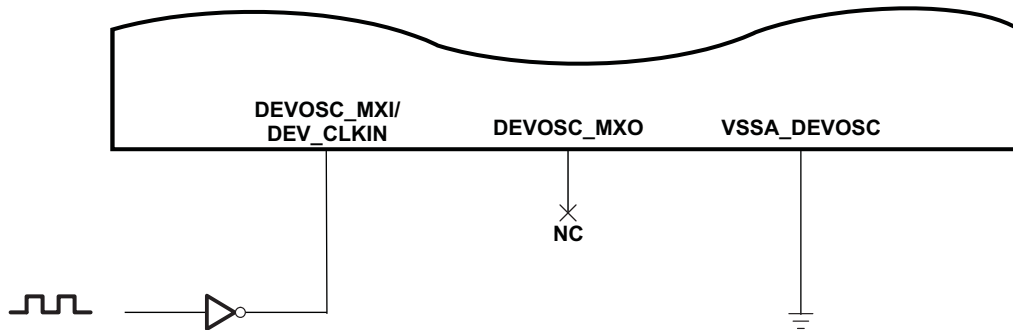 DEVOSC_MXI/
DEV_CLKIN
DEVOSC_MXO
VSSA_DEVOSC
NC